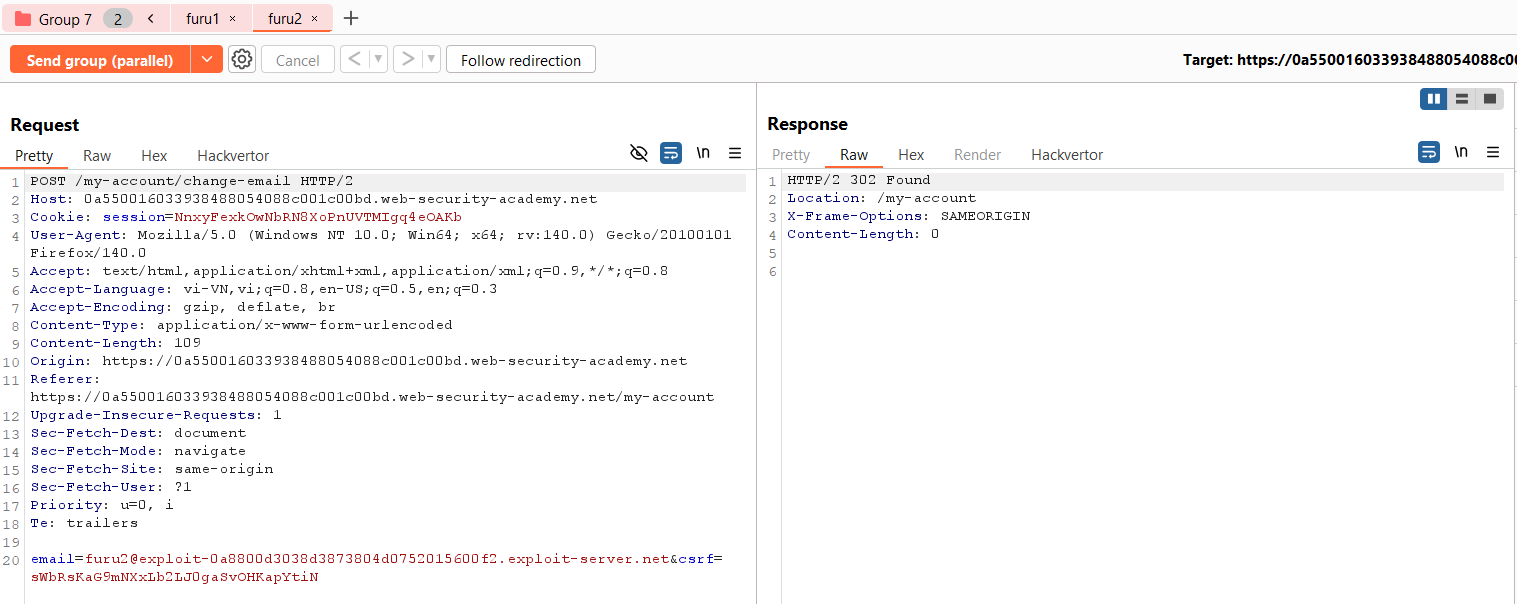 Group 7 2 < furu1 × furu2 × +
Send group (parallel) Cancel < > Follow redirection Target: https://0a550016033938488054088c00
Request
Pretty Raw Hex Hackvertor \n
1 POST /my-account/change-email HTTP/2
2 Host: 0a550016033938488054088c001c00bd.web-security-academy.net
3 Cookie: session=NnxyFexkOwNbRN8XoPnUVTMIgq4eOAKb
4 User-Agent: Mozilla/5.0 (Windows NT 10.0; Win64; x64; rv:140.0) Gecko/20100101
Firefox/140.0
5 Accept: text/html,application/xhtml+xml,application/xml;q=0.9,*/*;q=0.8
6 Accept-Language: vi-VN,vi;q=0.8,en-US;q=0.5,en;q=0.3
7 Accept-Encoding: gzip, deflate, br
8 Content-Type: application/x-www-form-urlencoded
9 Content-Length: 109
10 Origin: https://0a550016033938488054088c001c00bd.web-security-academy.net
11 Referer:
https://0a550016033938488054088c001c00bd.web-security-academy.net/my-account
12 Upgrade-Insecure-Requests: 1
13 Sec-Fetch-Dest: document
14 Sec-Fetch-Mode: navigate
15 Sec-Fetch-Site: same-origin
16 Sec-Fetch-User: ?1
17 Priority: u=0, i
18 Te: trailers
19
20 email=furu2@exploit-0a8800d3038d3873804d0752015600f2.exploit-server.net&csrf=
sWbRsKaG9mNXxLb2LJ0gaSvOHKapYtiN
Response
Pretty Raw Hex Render Hackvertor \n
1 HTTP/2 302 Found
2 Location: /my-account
3 X-Frame-Options: SAMEORIGIN
4 Content-Length: 0
5
6